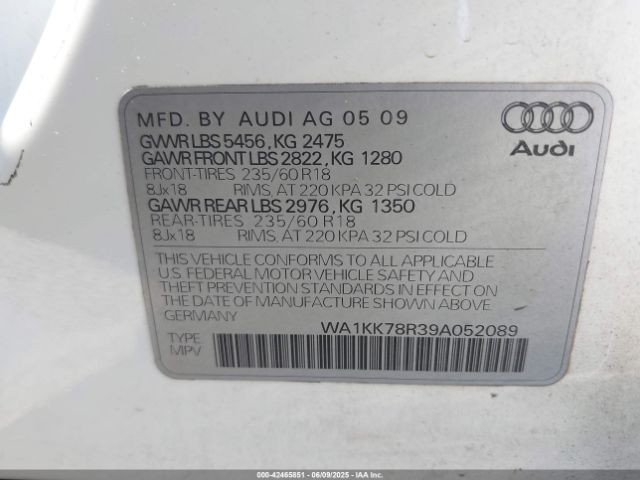 MFD. BY AUDI AG 05 09
GVWR LBS 5456, KG 2475
GAWR FRONT LBS 2822, KG 1280
FRONT-TIRES 235/60 R18
8Jx18 RIMS, AT 220 KPA 32 PSI COLD
GAWR REAR LBS 2976, KG 1350
REAR-TIRES 235/60 R18
8Jx18 RIMS, AT 220 KPA 32 PSI COLD
Audi
THIS VEHICLE CONFORMS TO ALL APPLICABLE
U.S. FEDERAL MOTOR VEHICLE SAFETY AND
THEFT PREVENTION STANDARDS IN EFFECT ON
THE DATE OF MANUFACTURE SHOWN ABOVE.
GERMANY
WA1KK78R39A052089
TYPE
MPV
000-42465851 - 06/09/2025 - IAAI.COM